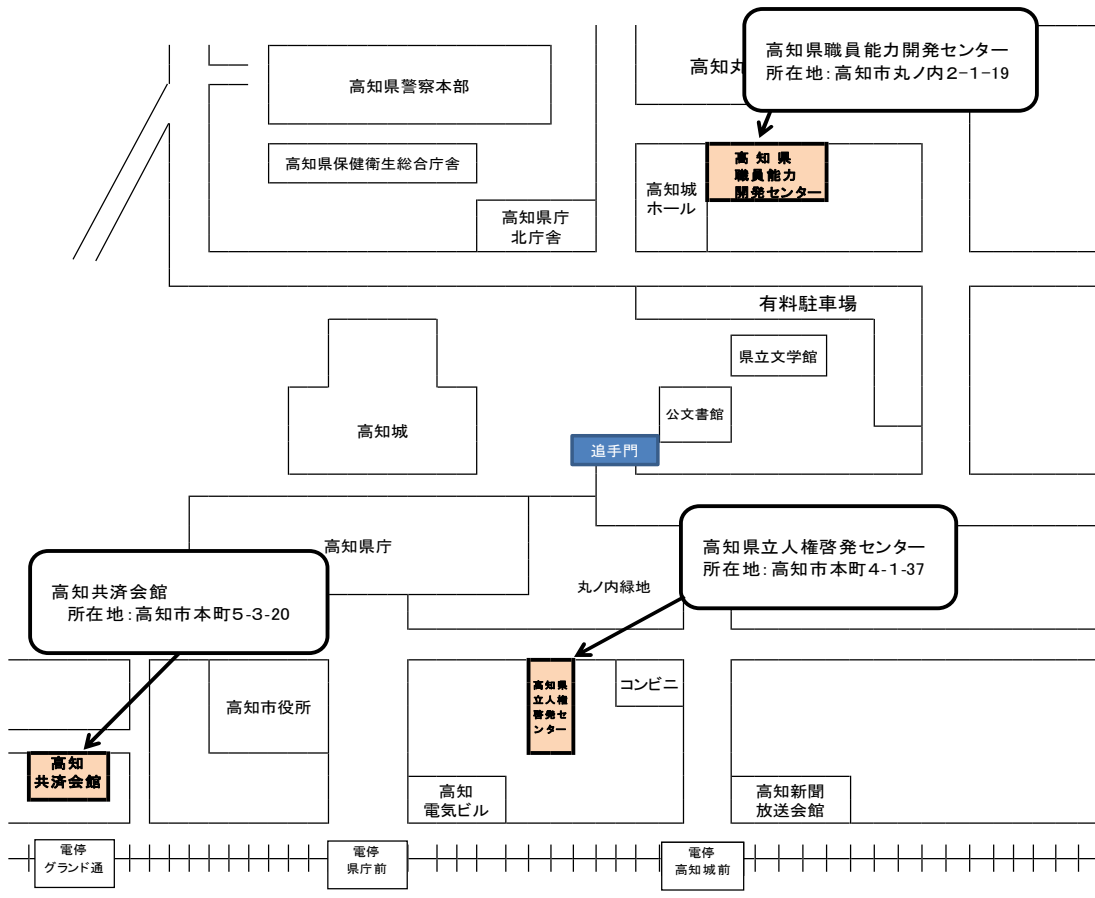 高知県職員能力開発センター
所在地:高知市丸ノ内2-1-19
高知丸
高知県警察本部
高知県保健衛生総合庁舎
高知県庁
北庁舎
高知城
ホール
高 知 県
職員能力
開発センター
有料駐車場
県立文学館
公文書館
追手門
高知城
高知県庁
高知県立人権啓発センター
所在地:高知市本町4-1-37
丸ノ内緑地
高知共済会館
所在地:高知市本町5-3-20
高知市役所
高知県
立人権
啓発セ
ンター
コンビニ
高知
共済会館
高知
電気ビル
高知新聞
放送会館
電停
グランド通
電停
県庁前
電停
高知城前